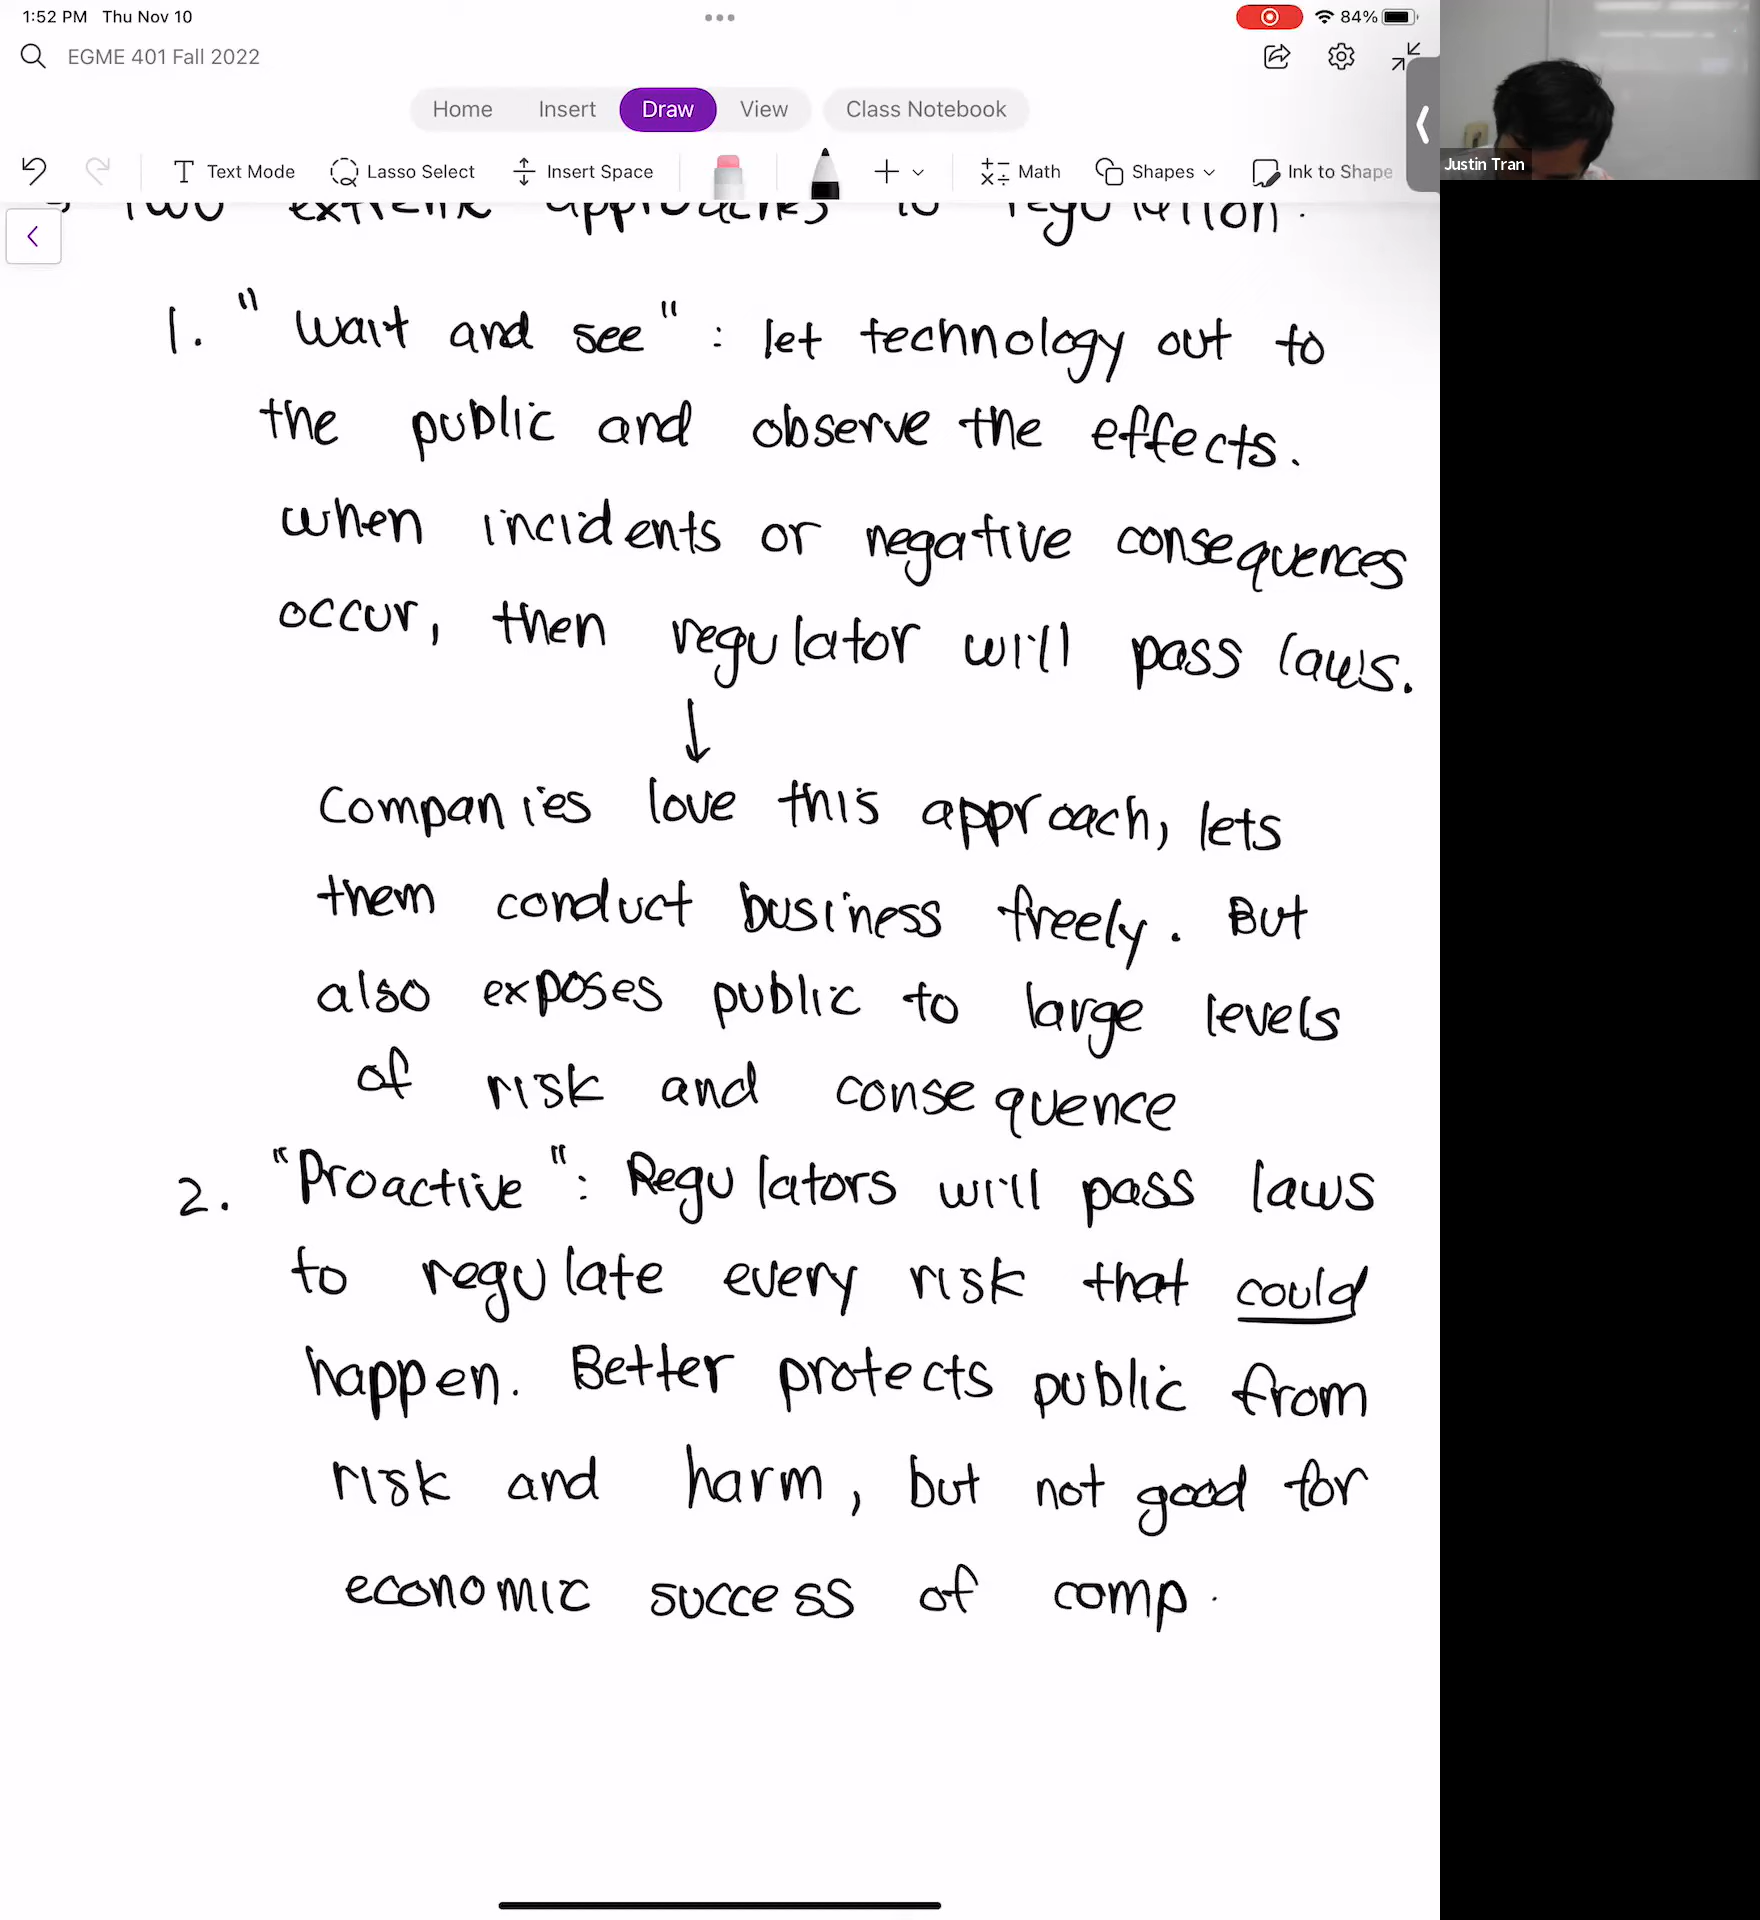 1:52 PM Thu Nov 10
84%
EGME 401 Fall 2022
Home Insert Draw View Class Notebook
Text Mode Lasso Select Insert Space Math Shapes Ink to Shape
Justin Tran
Two extreme approaches to regulation.
1. "wait and see" : let technology out to
the public and observe the effects.
when incidents or negative consequences
occur, then regulator will pass laws.
↓
Companies love this approach, lets
them conduct business freely. But
also exposes public to large levels
of risk and consequence
2. "Proactive": Regulators will pass laws
to regulate every risk that could
happen. Better protects public from
risk and harm, but not good for
economic success of comp.